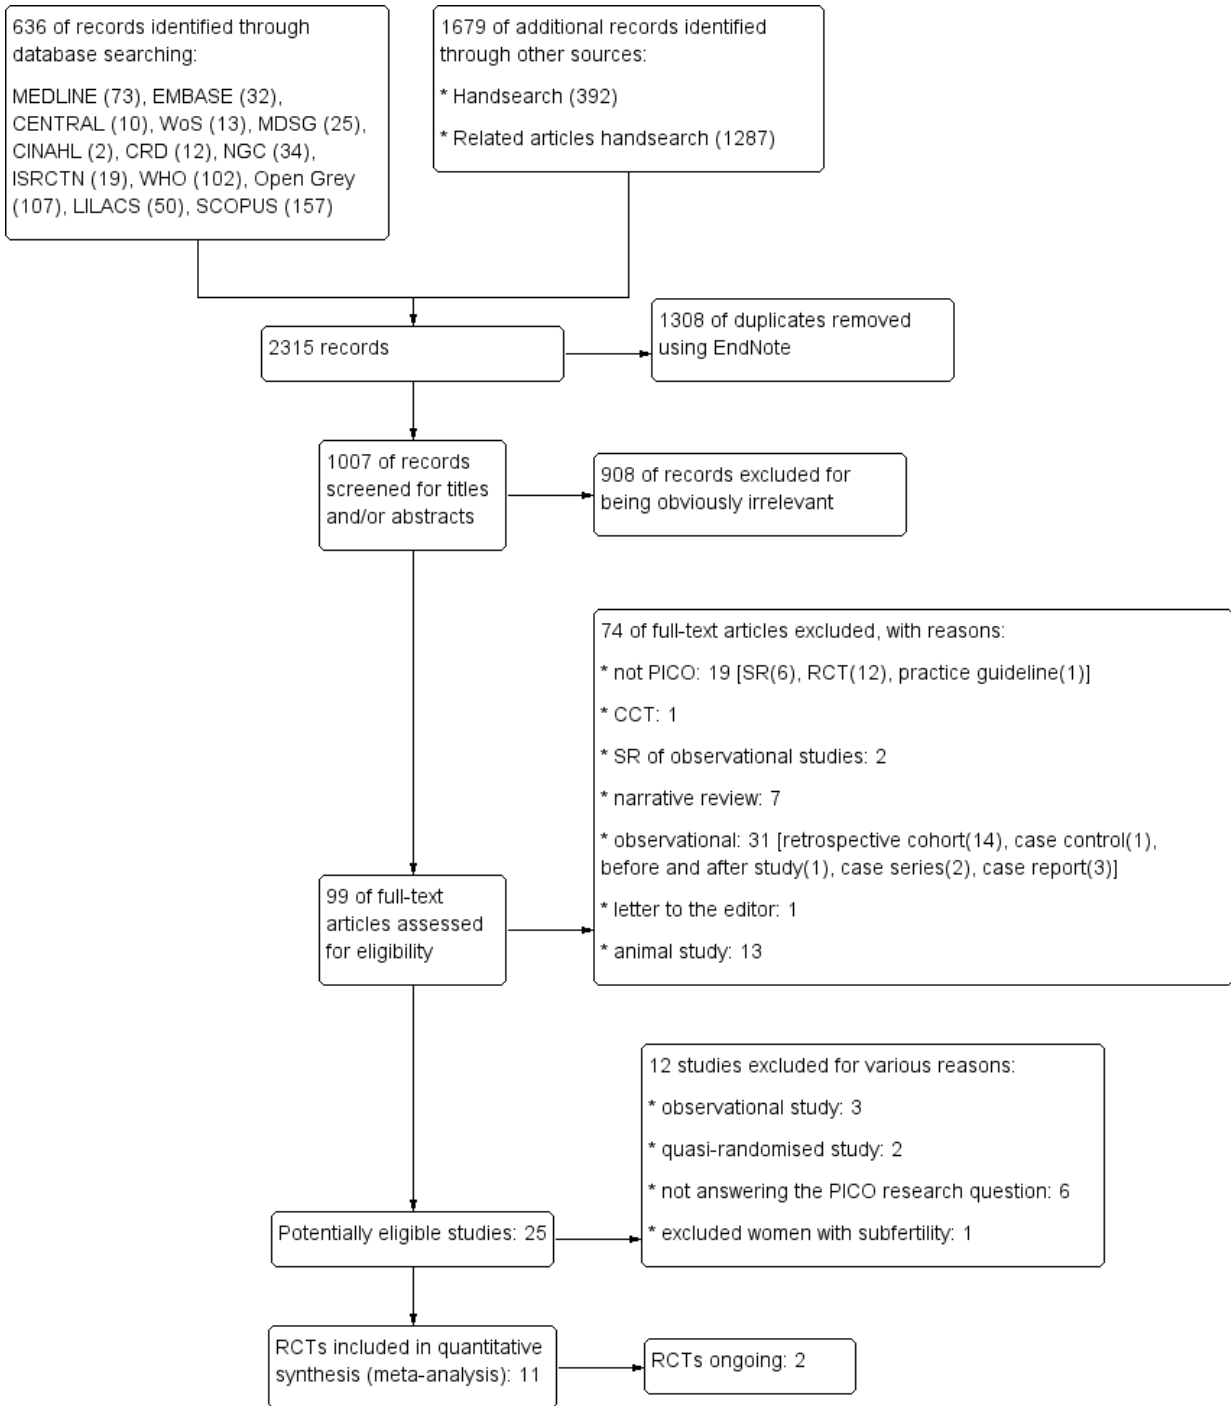 636 of records identified through
database searching:
MEDLINE (73), EMBASE (32),
CENTRAL (10), WoS (13), MDSG (25),
CINAHL (2), CRD (12), NGC (34),
ISRCTN (19), WHO (102), Open Grey
(107), LILACS (50), SCOPUS (157)
1679 of additional records identified
through other sources:
* Handsearch (392)
* Related articles handsearch (1287)
2315 records
1308 of duplicates removed
using EndNote
1007 of records
screened for titles
and/or abstracts
908 of records excluded for
being obviously irrelevant
99 of full-text
articles assessed
for eligibility
74 of full-text articles excluded, with reasons:
* not PICO: 19 [SR(6), RCT(12), practice guideline(1)]
* CCT: 1
* SR of observational studies: 2
* narrative review: 7
* observational: 31 [retrospective cohort(14), case control(1),
before and after study(1), case series(2), case report(3)]
* letter to the editor: 1
* animal study: 13
Potentially eligible studies: 25
12 studies excluded for various reasons:
* observational study: 3
* quasi-randomised study: 2
* not answering the PICO research question: 6
* excluded women with subfertility: 1
RCTs included in quantitative
synthesis (meta-analysis): 11
RCTs ongoing: 2